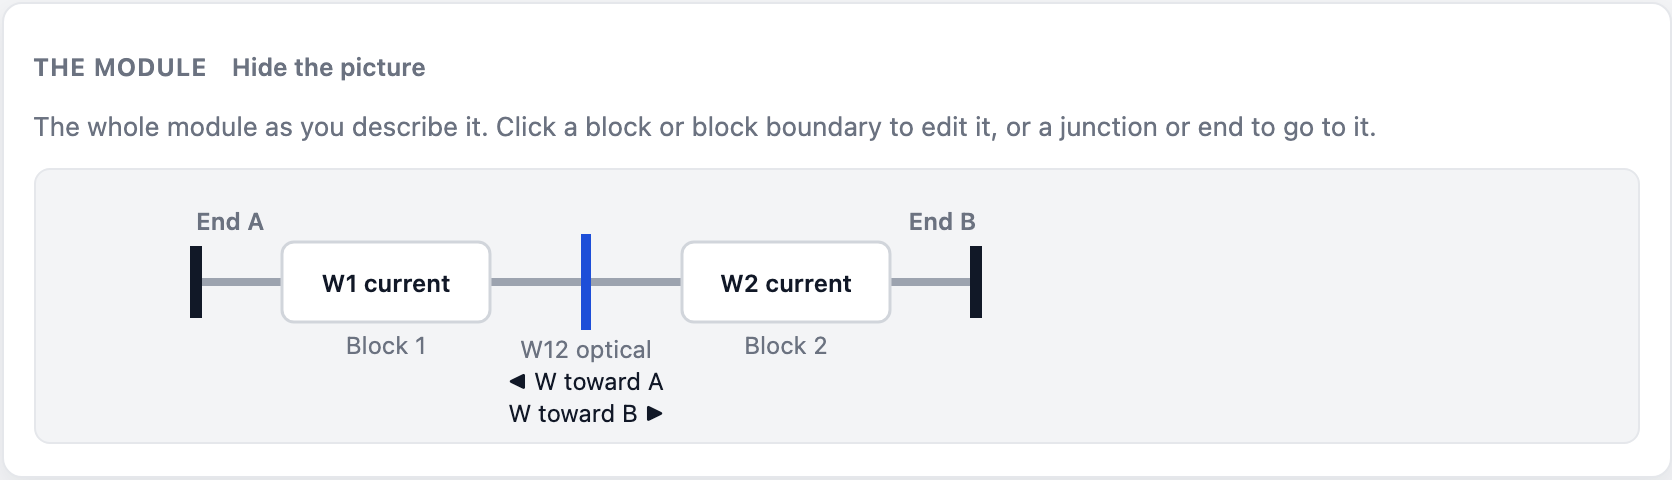 THE MODULE Hide the picture
The whole module as you describe it. Click a block or block boundary to edit it, or a junction or end to go to it.
End A End B
W1 current W2 current
Block 1 W12 optical Block 2
◀ W toward A
W toward B ▶